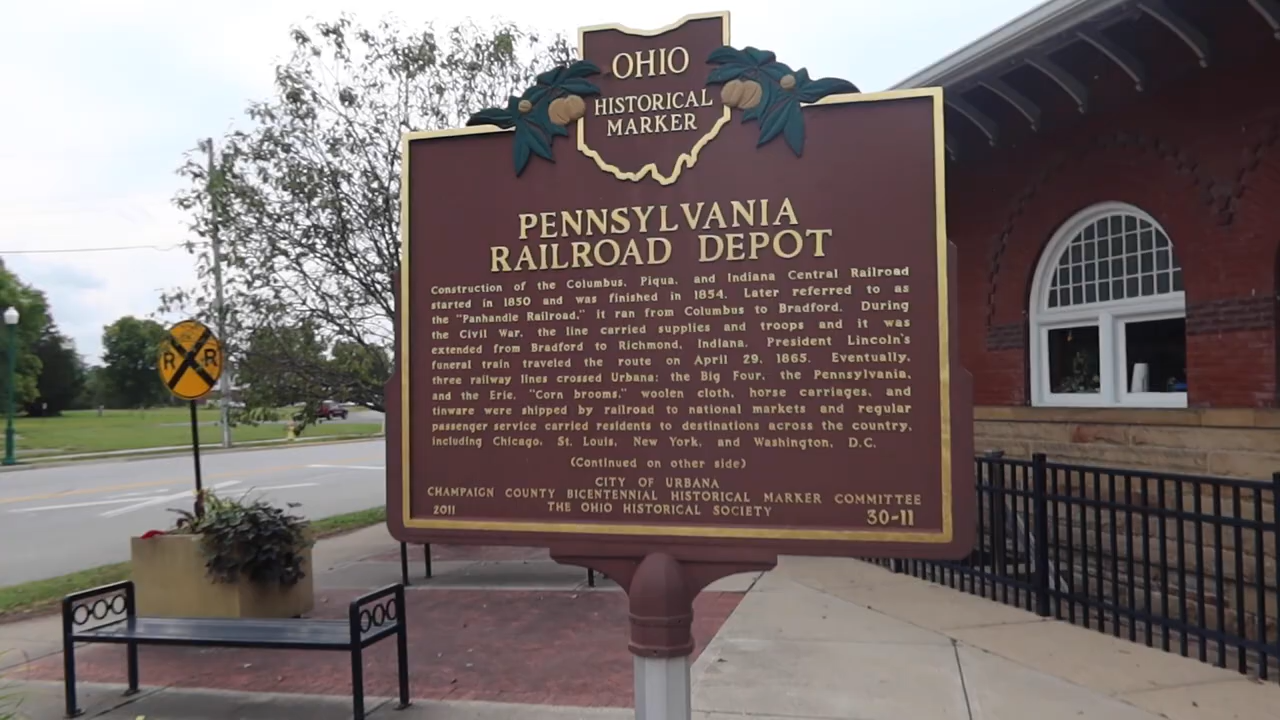 OHIO
HISTORICAL
MARKER
PENNSYLVANIA
RAILROAD DEPOT
Construction of the Columbus, Piqua, and Indiana Central Railroad
started in 1850 and was finished in 1854. Later referred to as
the "Panhandle Railroad," it ran from Columbus to Bradford. During
the Civil War, the line carried supplies and troops and it was
extended from Bradford to Richmond, Indiana. President Lincoln's
funeral train traveled the route on April 29, 1865. Eventually,
three railway lines crossed Urbana: the Big Four, the Pennsylvania,
and the Erie. "Corn brooms," woolen cloth, horse carriages, and
tinware were shipped by railroad to national markets and regular
passenger service carried residents to destinations across the country,
including Chicago, St. Louis, New York, and Washington, D.C.
(Continued on other side)
CITY OF URBANA
CHAMPAIGN COUNTY BICENTENNIAL HISTORICAL MARKER COMMITTEE
THE OHIO HISTORICAL SOCIETY
2011
30-11
R R